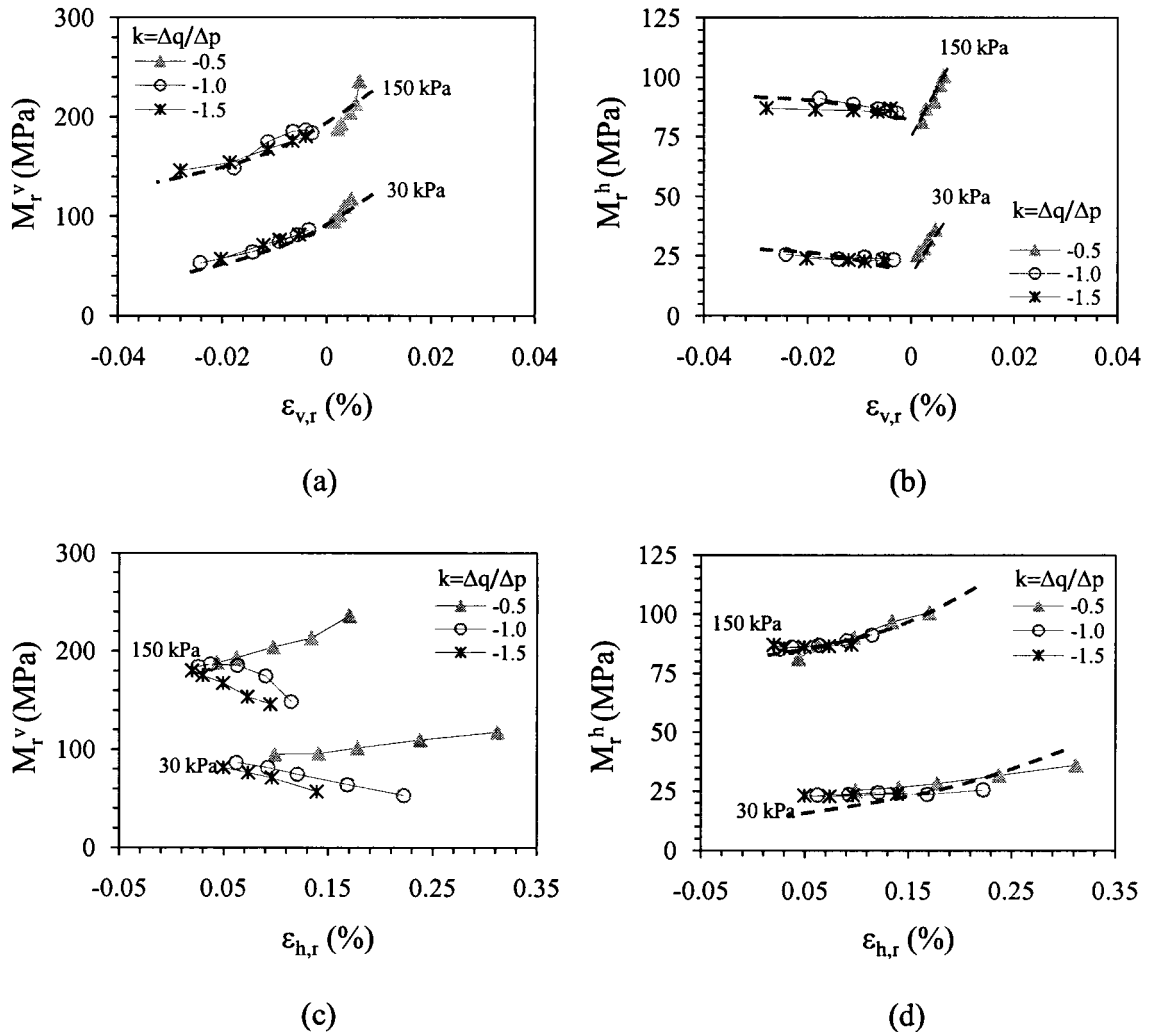 300
k=Δq/Δp
-0.5
-1.0
-1.5
150 kPa
200
M_r^v (MPa)
100
30 kPa
0
-0.04 -0.02 0 0.02 0.04
ε_v,r (%)
(a)
125
150 kPa
100
75
M_r^h (MPa)
50
30 kPa
k=Δq/Δp
25
-0.5
-1.0
-1.5
0
-0.04 -0.02 0 0.02 0.04
ε_v,r (%)
(b)
300
k=Δq/Δp
-0.5
-1.0
-1.5
200
150 kPa
M_r^v (MPa)
100
30 kPa
0
-0.05 0.05 0.15 0.25 0.35
ε_h,r (%)
(c)
125
k=Δq/Δp
-0.5
-1.0
-1.5
100
150 kPa
75
M_r^h (MPa)
50
25
30 kPa
0
-0.05 0.05 0.15 0.25 0.35
ε_h,r (%)
(d)